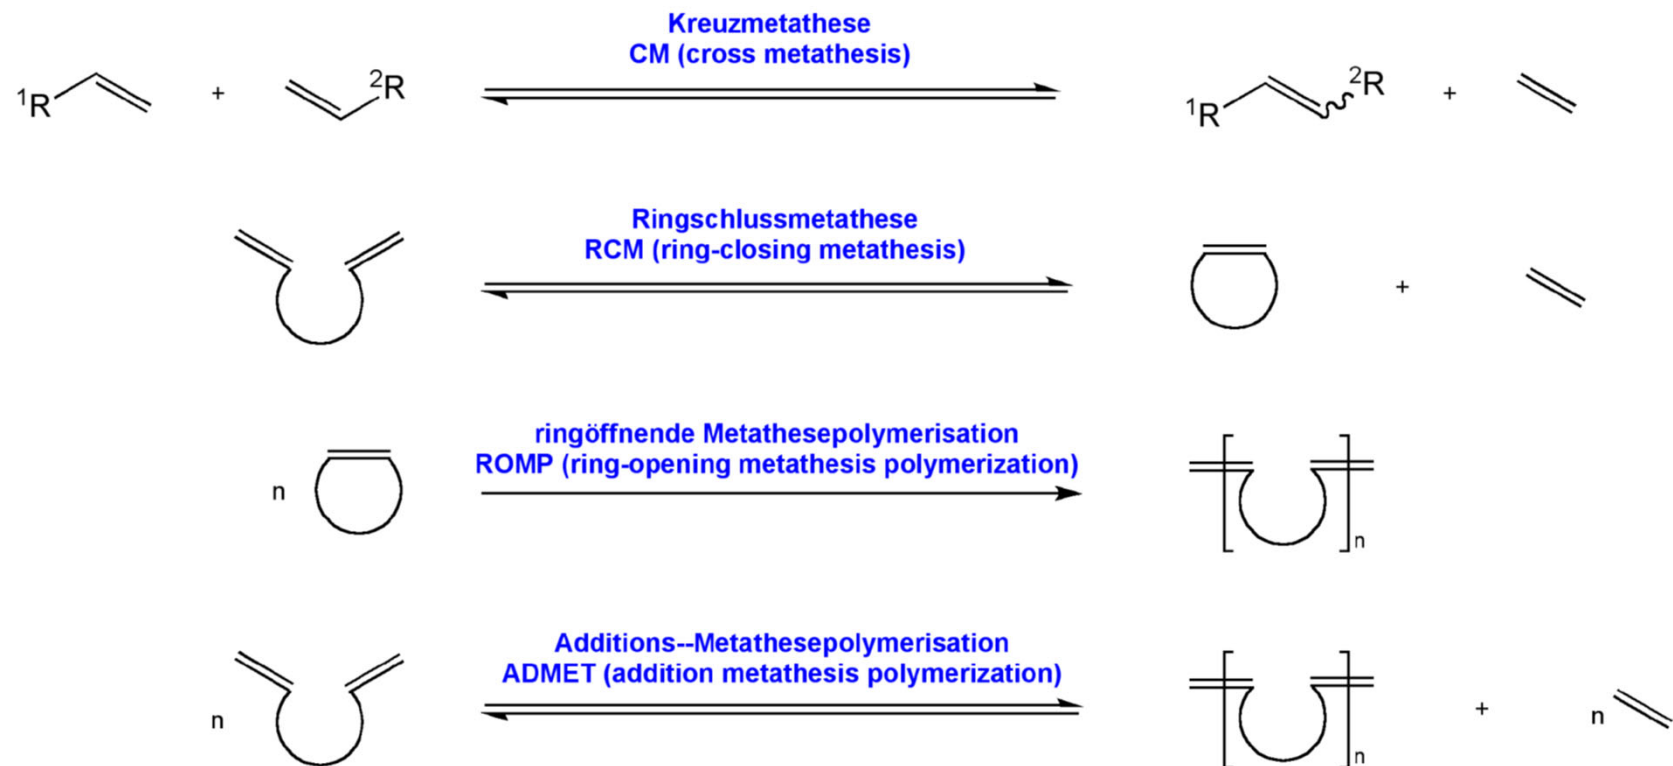 Kreuzmetathese
CM (cross metathesis)
¹R + ²R ¹R ²R +
Ringschlussmetathese
RCM (ring-closing metathesis)
+
ringöffnende Metathesepolymerisation
ROMP (ring-opening metathesis polymerization)
n n
Additions--Metathesepolymerisation
ADMET (addition metathesis polymerization)
n n + n